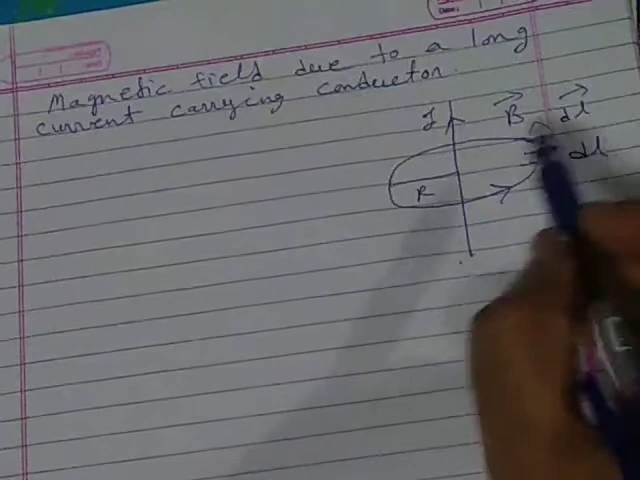 Magnetic field due to a long
current carrying conductor.
I
B
dl
dl
R